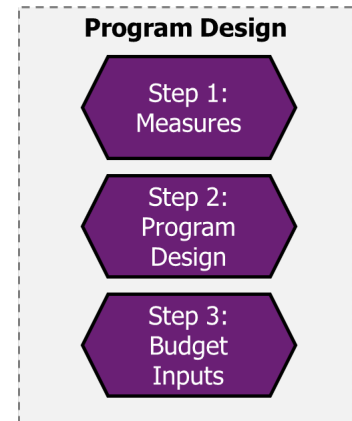 Program Design
Step 1:
Measures
Step 2:
Program
Design
Step 3:
Budget
Inputs